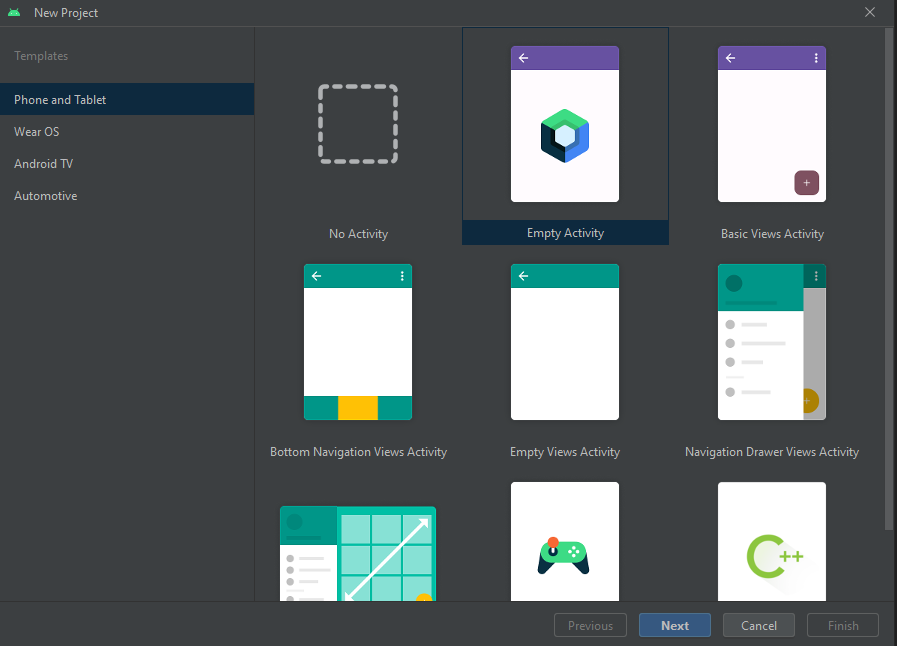 New Project
Templates
Phone and Tablet
Wear OS
Android TV
Automotive
No Activity
Empty Activity
Basic Views Activity
Bottom Navigation Views Activity
Empty Views Activity
Navigation Drawer Views Activity
C++
Previous
Next
Cancel
Finish